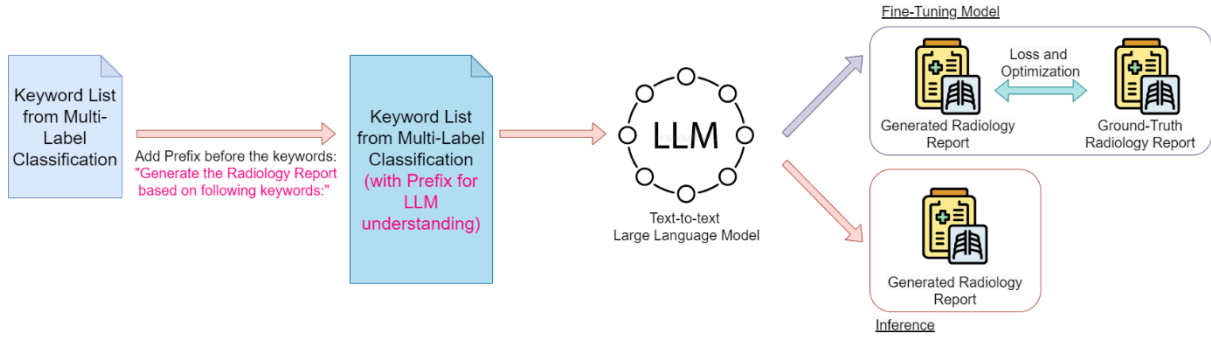 Keyword List
from Multi-
Label
Classification
Add Prefix before the keywords:
"Generate the Radiology Report
based on following keywords:"
Keyword List
from Multi-Label
Classification
(with Prefix for
LLM
understanding)
LLM
Text-to-text
Large Language Model
Fine-Tuning Model
Loss and
Optimization
Generated Radiology
Report
Ground-Truth
Radiology Report
Generated Radiology
Report
Inference